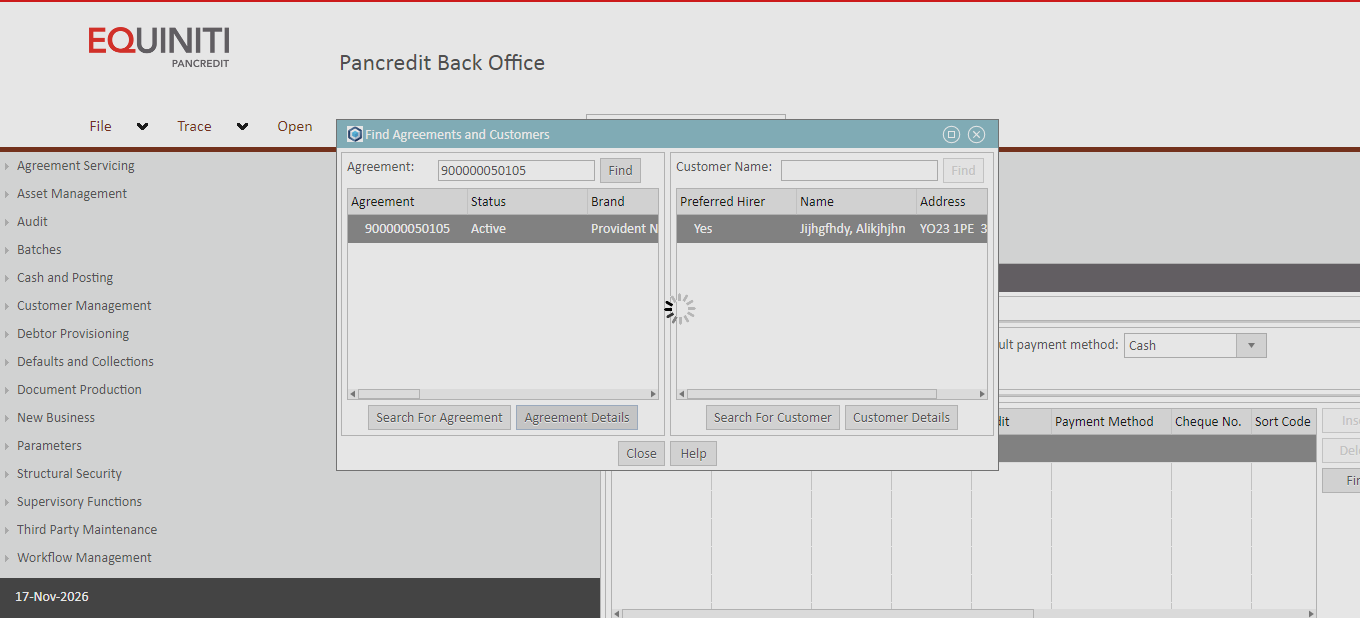 EQUINITI
PANCREDIT
Pancredit Back Office
File Trace Open
Find Agreements and Customers
Agreement: 900000050105 Find
Customer Name: Find
Agreement Status Brand
900000050105 Active Provident N
Preferred Hirer Name Address
Yes Jijhgfhdy, Alikjhjhn YO23 1PE 3
Search For Agreement Agreement Details
Search For Customer Customer Details
Close Help
Agreement Servicing
Asset Management
Audit
Batches
Cash and Posting
Customer Management
Debtor Provisioning
Defaults and Collections
Document Production
New Business
Parameters
Structural Security
Supervisory Functions
Third Party Maintenance
Workflow Management
17-Nov-2026
ult payment method: Cash
dit Payment Method Cheque No. Sort Code
Ins
Dele
Fin